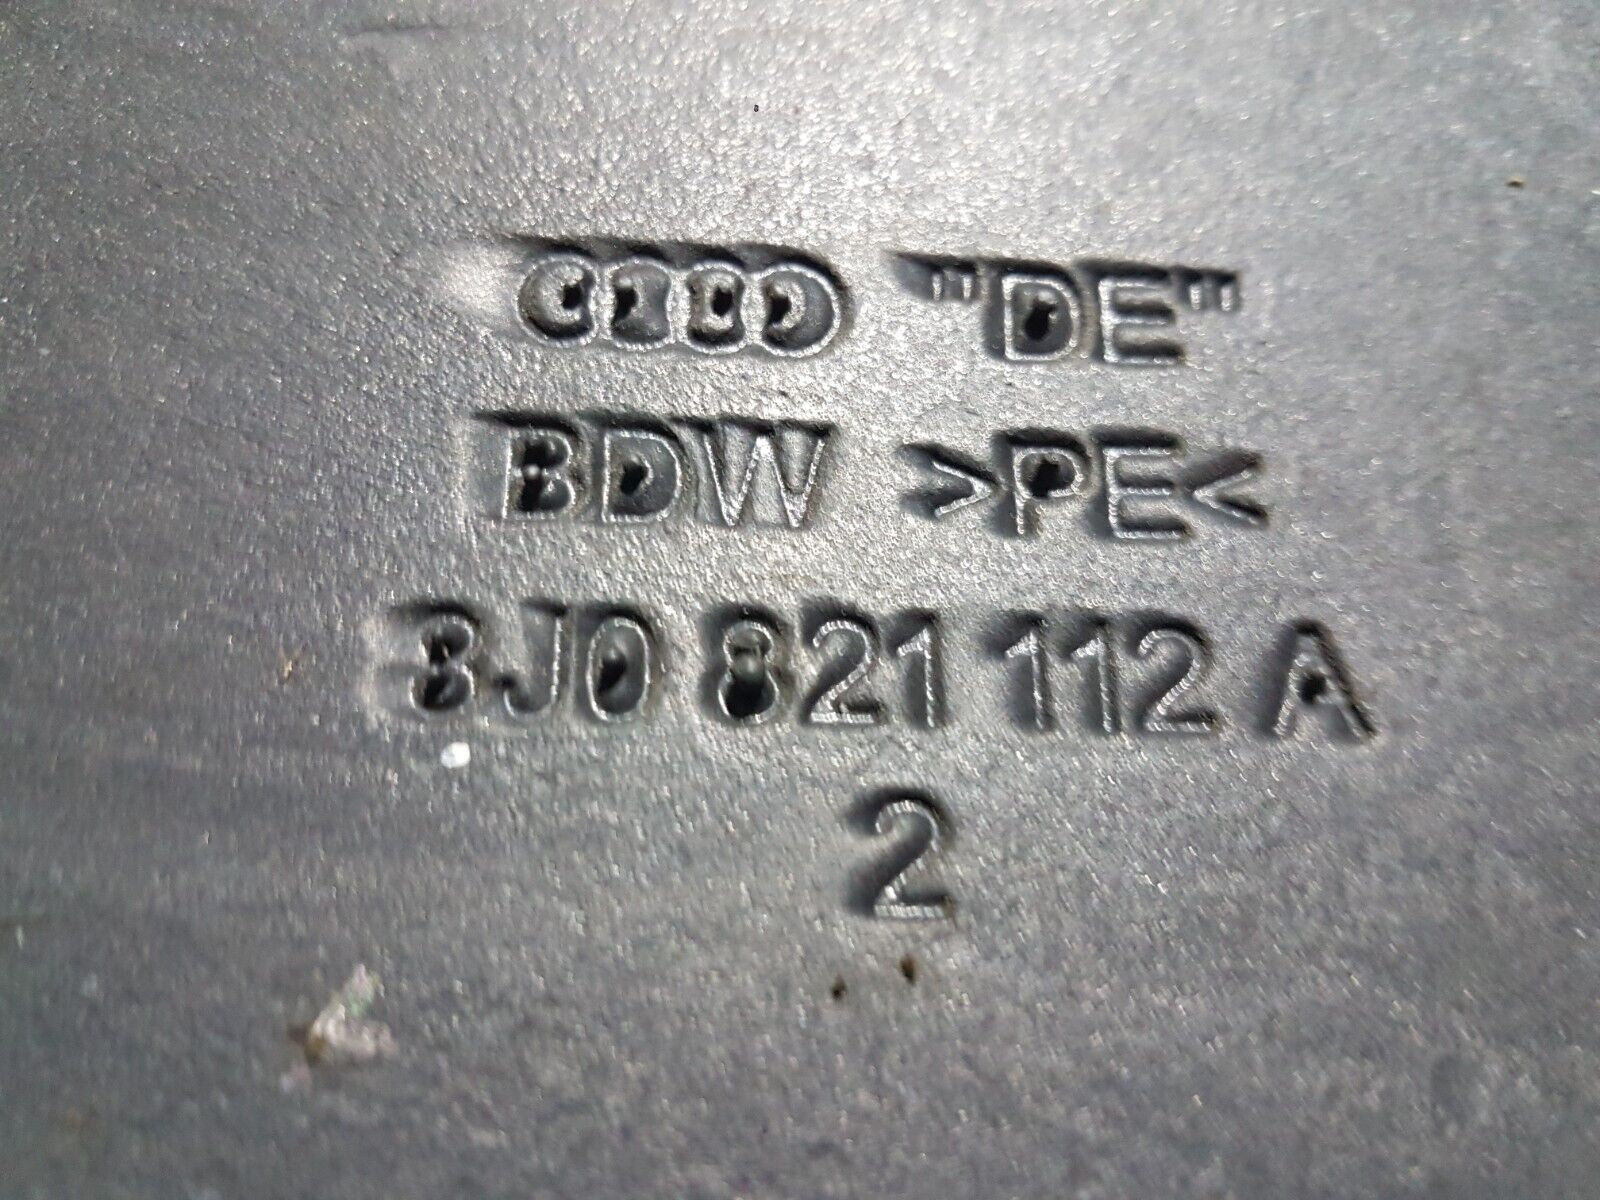 "DE"
BDW >PE<
8J0 821 112 A
2